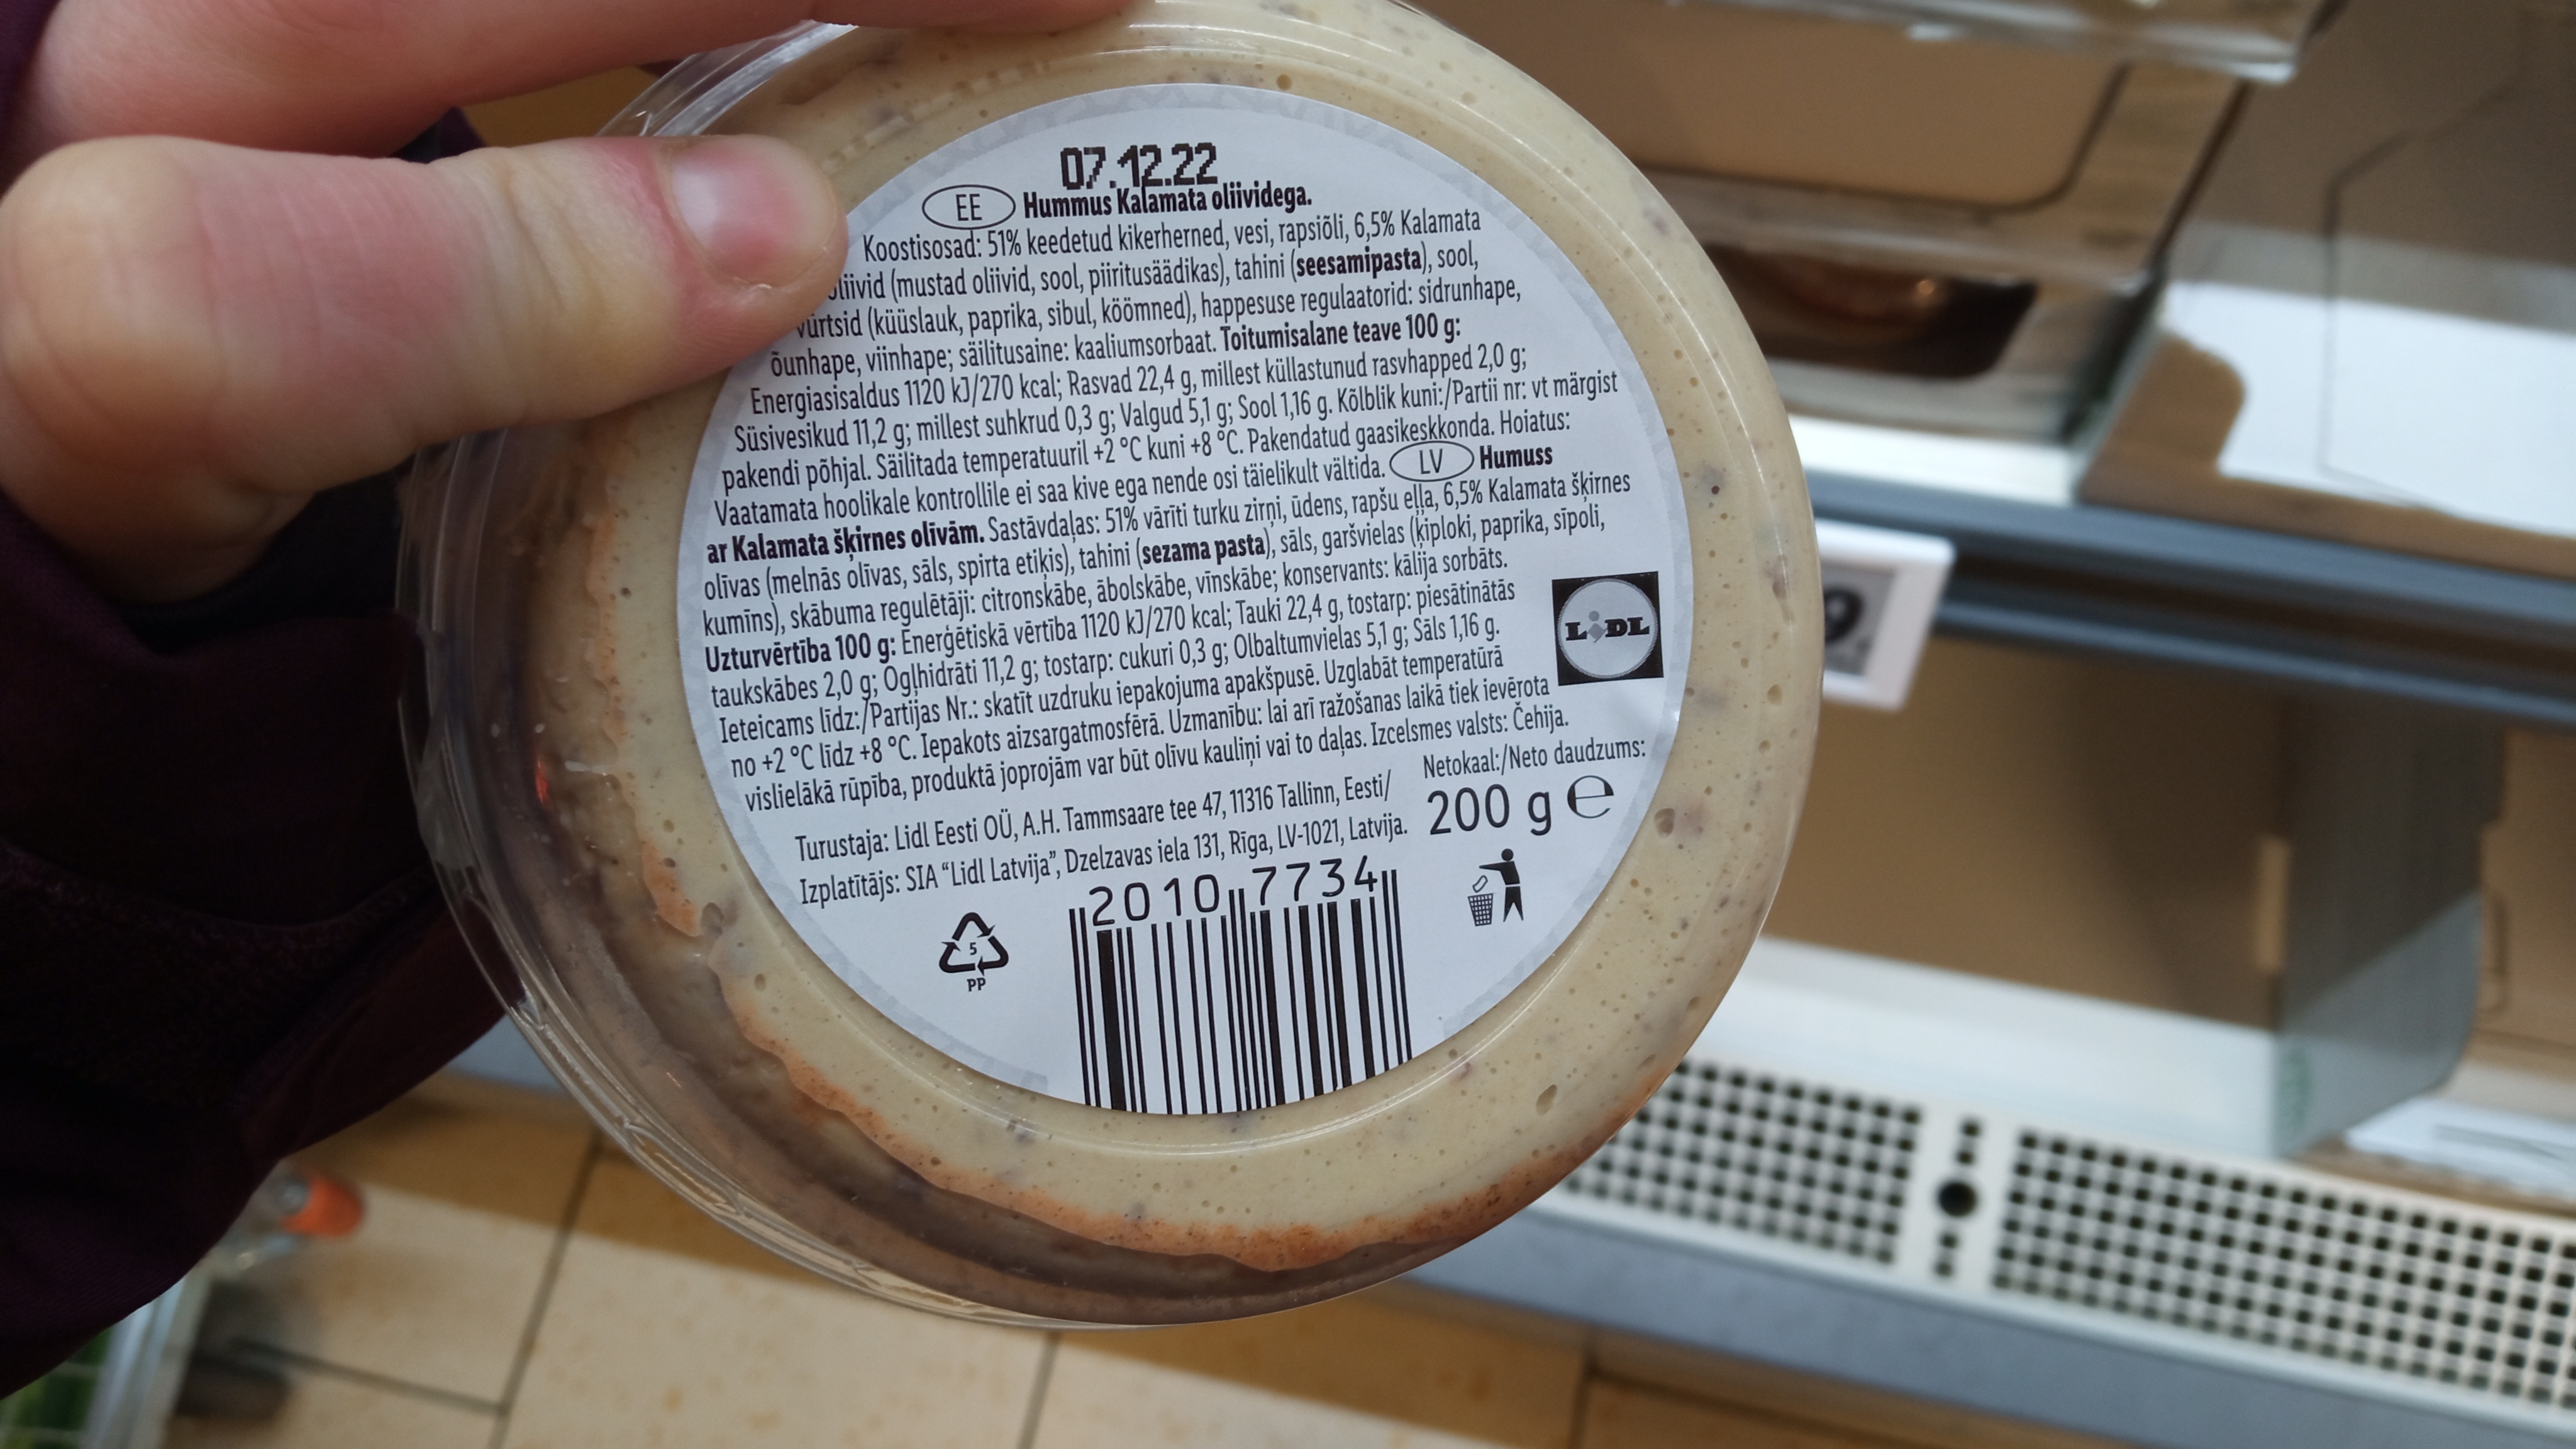 07.12.22
EE Hummus Kalamata oliividega.
Koostisosad: 51% keedetud kikerherned, vesi, rapsiõli, 6,5% Kalamata
(mustad oliivid, sool, piiritusäädikas), tahini (seesamipasta), sool,
vürtsid (küüslauk, paprika, sibul, köömned), happesuse regulaatorid: sidrunhape,
õunhape, viinhape; säilitusaine: kaaliumsorbaat. Toitumisalane teave 100 g:
Energiasisaldus 1120 kJ/270 kcal; Rasvad 22,4 g, millest küllastunud rasvhapped 2,0 g;
Süsivesikud 11,2 g; millest suhkrud 0,3 g; Valgud 5,1 g; Sool 1,16 g. Kõlblik kuni:/Partii nr: vt märgist
pakendi põhjal. Säilitada temperatuuril +2 °C kuni +8 °C. Pakendatud gaasikeskkonda. Hoiatus:
Vaatamata hoolikale kontrollile ei saa kive ega nende osi täielikult vältida. LV Humuss
ar Kalamata šķirnes olīvām. Sastāvdaļas: 51% vārīti turku zirņi, ūdens, rapšu eļļa, 6,5% Kalamata šķirnes
olīvas (melnās olīvas, sāls, spirta etiķis), tahini (sezama pasta), sāls, garšvielas (ķiploki, paprika, sīpoli,
kumīns), skābuma regulētāji: citronskābe, ābolskābe, vīnskābe; konservants: kālija sorbāts.
Uzturvērtība 100 g: Enerģētiskā vērtība 1120 kJ/270 kcal; Tauki 22,4 g, tostarp: piesātinātās
taukskābes 2,0 g; Ogļhidrāti 11,2 g; tostarp: cukuri 0,3 g; Olbaltumvielas 5,1 g; Sāls 1,16 g.
Ieteicams līdz:/Partijas Nr.: skatīt uzdruku iepakojuma apakšpusē. Uzglabāt temperatūrā
no +2 °C līdz +8 °C. Iepakots aizsargatmosfērā. Uzmanību: lai arī ražošanas laikā tiek ievērota
vislielākā rūpība, produktā joprojām var būt olīvu kauliņi vai to daļas. Izcelsmes valsts: Čehija.
LIDL
Turustaja: Lidl Eesti OÜ, A.H. Tammsaare tee 47, 11316 Tallinn, Eesti/
Izplatītājs: SIA “Lidl Latvija”, Dzelzavas iela 131, Rīga, LV-1021, Latvija.
Netokaal:/Neto daudzums:
200 g ℮
2010 7734
5
PP